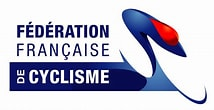 FÉDÉRATION
FRANÇAISE
DE CYCLISME